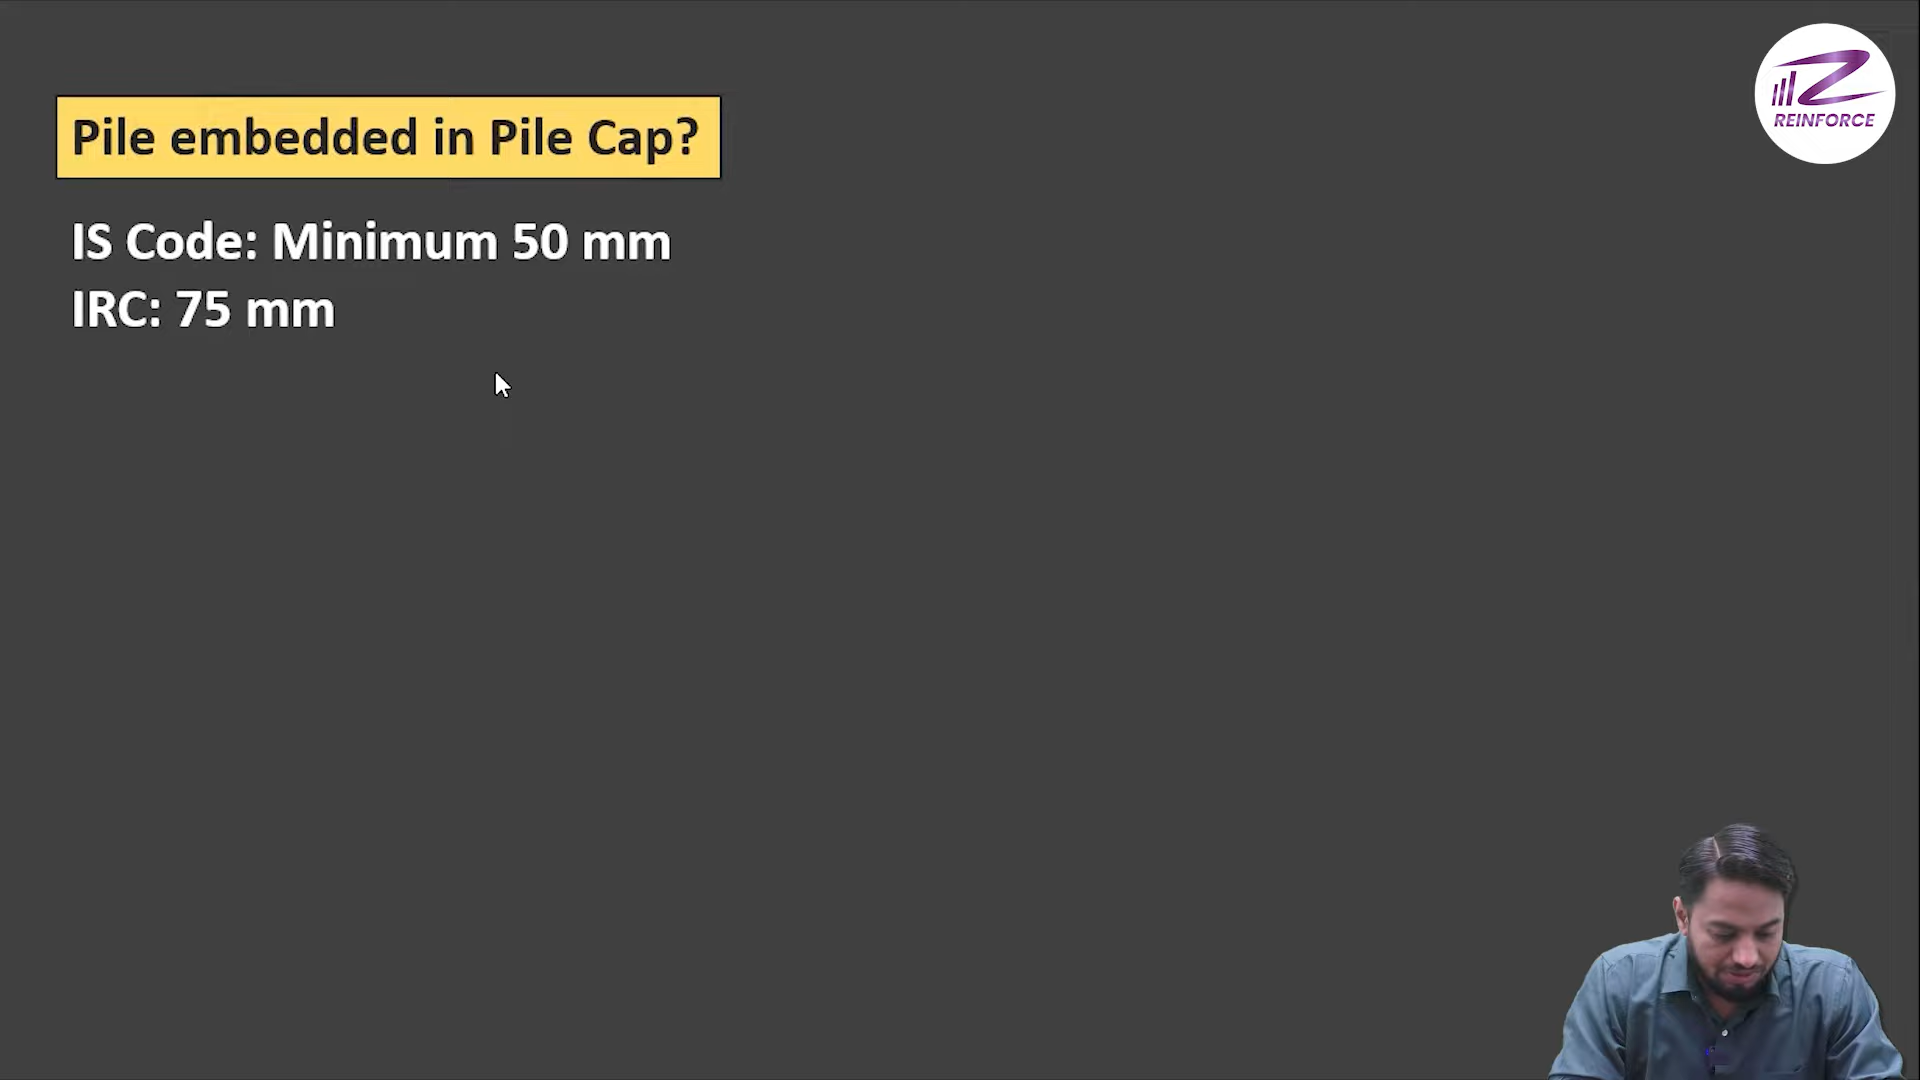 Pile embedded in Pile Cap?
IS Code: Minimum 50 mm
IRC: 75 mm
REINFORCE